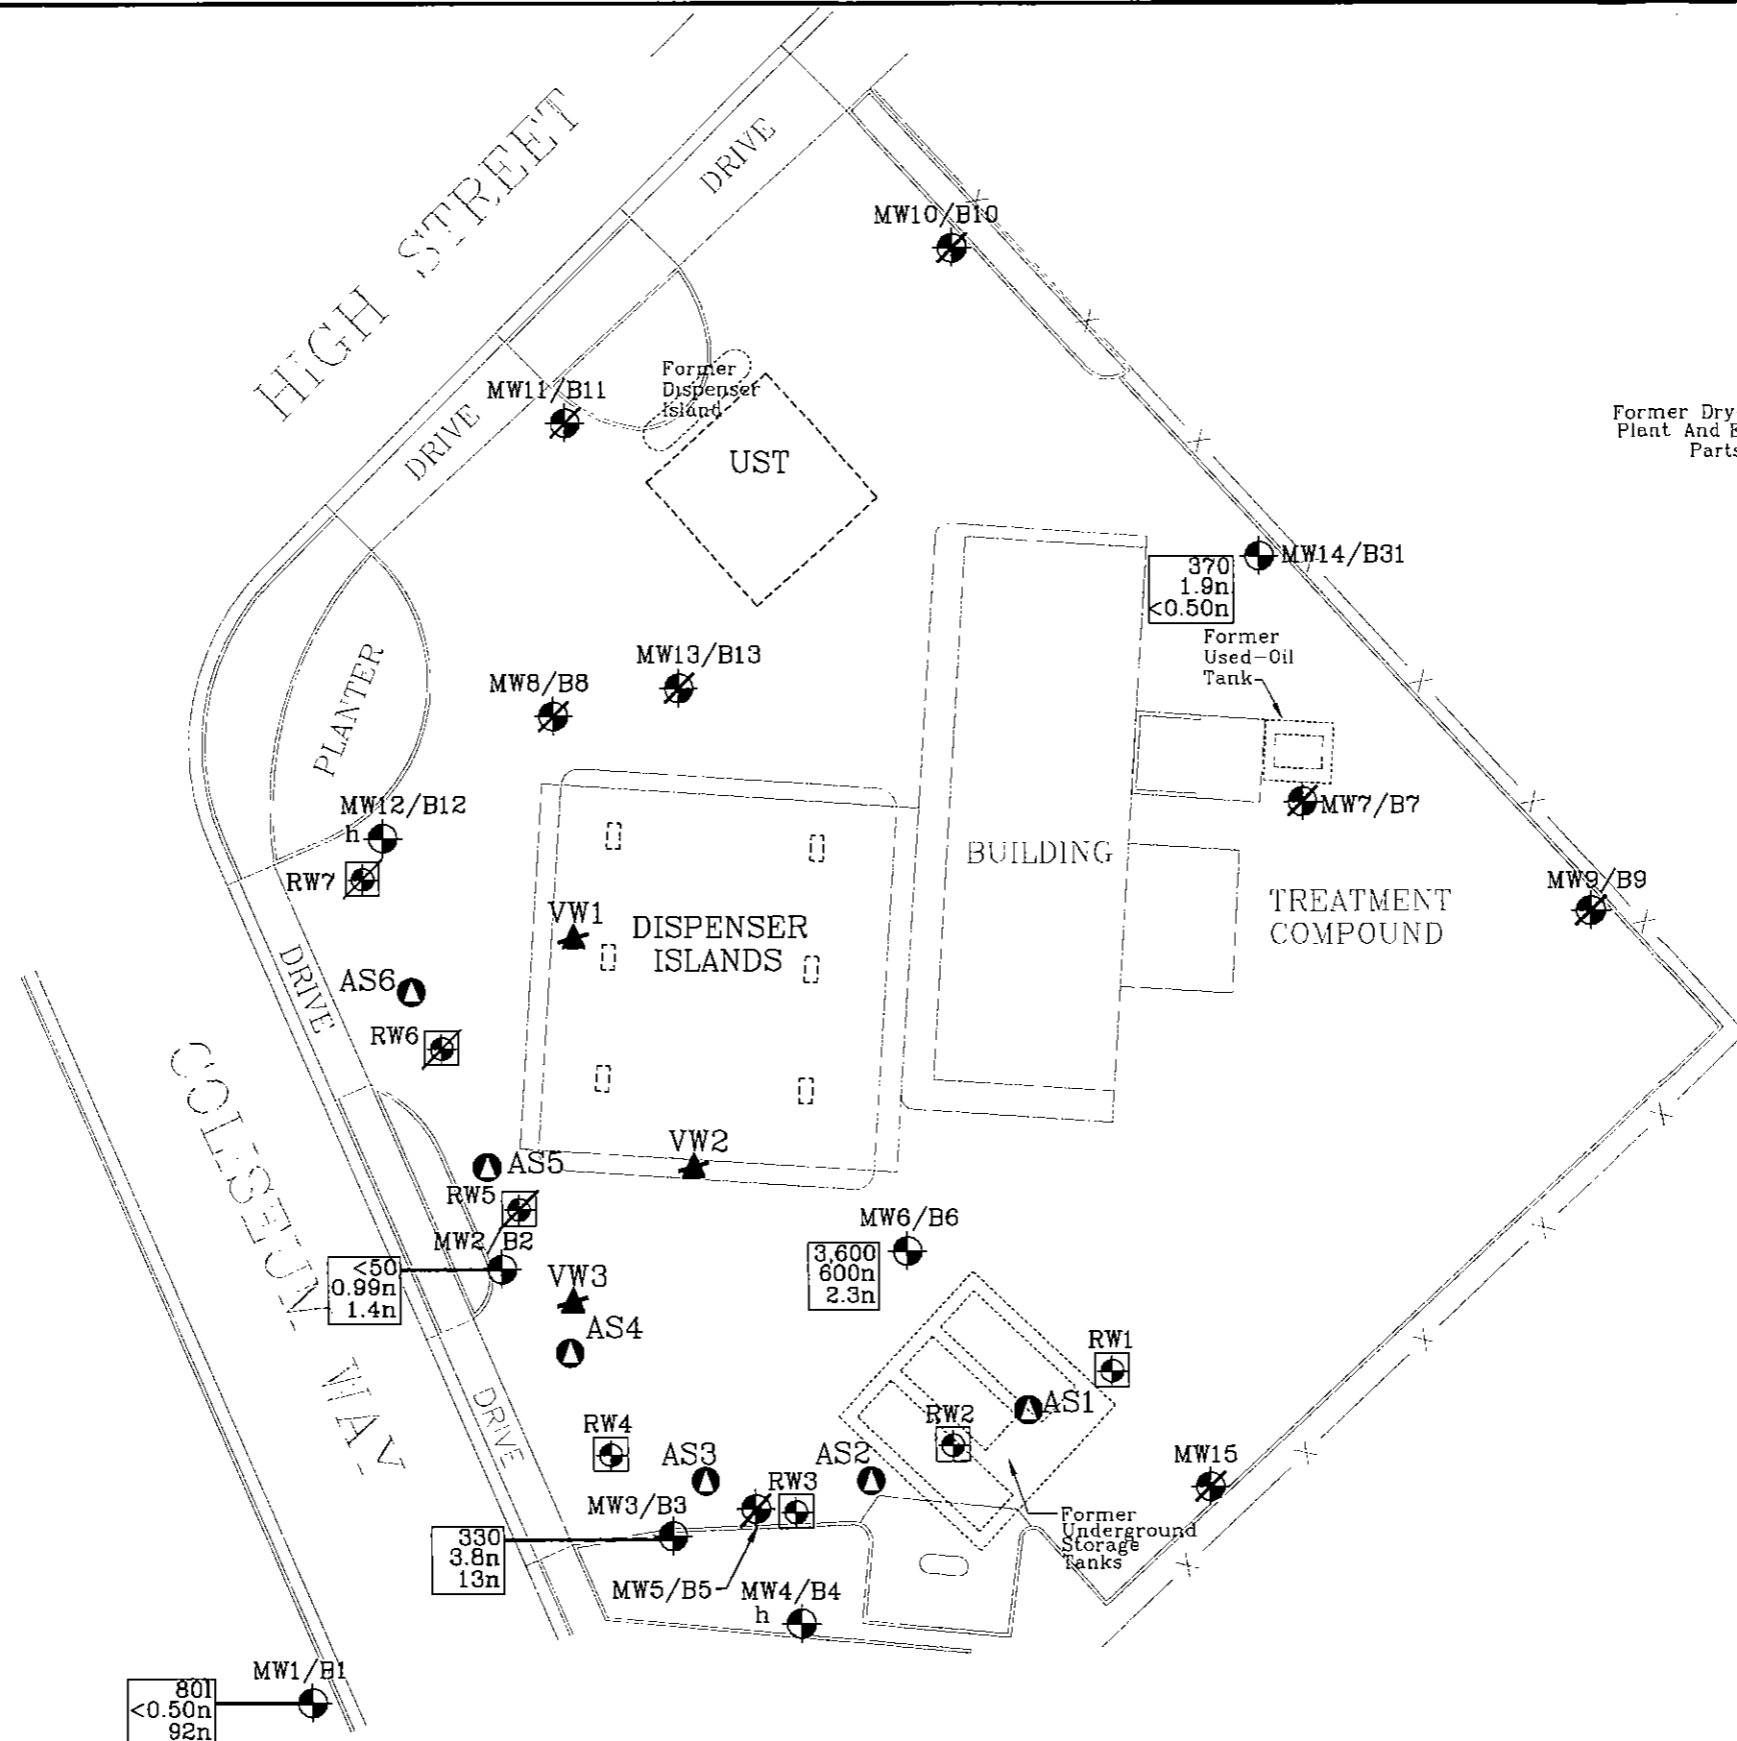 HIGH STREET
DRIVE
MW10/B10
Former
Dispenser
Island
MW11/B11
DRIVE
UST
Former Dry
Plant And
Parts
MW14/B31
370
1.9n
<0.50n
Former
Used-Oil
Tank
MW13/B13
MW8/B8
PLANTER
MW12/B12
h
RW7
MW7/B7
BUILDING
MW9/B9
TREATMENT
COMPOUND
VW1
DISPENSER
ISLANDS
DRIVE
AS6
RW6
COLISEUM WAY
VW2
AS5
RW5
MW2/B2
<50
0.99n
1.4n
MW6/B6
3,600
600n
2.3n
VW3
AS4
RW1
AS1
RW2
DRIVE
RW4
AS3
AS2
MW15
RW3
MW3/B3
330
3.8n
13n
Former
Underground
Storage
Tanks
MW5/B5
MW4/B4
h
MW1/B1
80l
<0.50n
92n